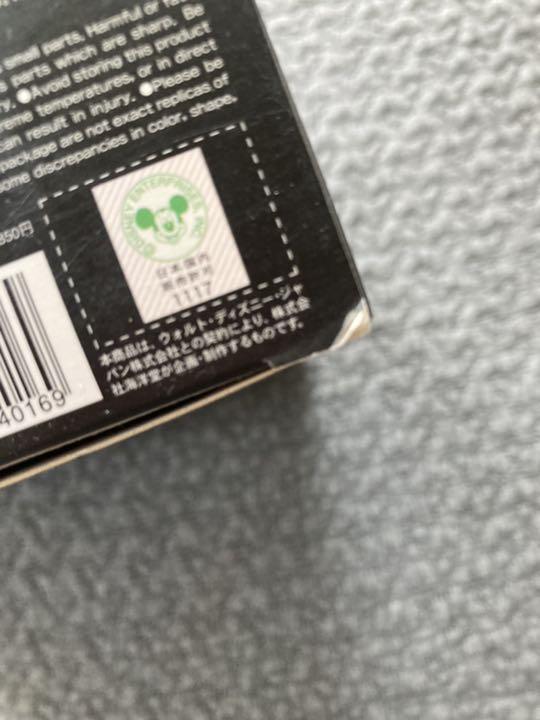 small parts. Harmful or
parts which are sharp. Be
●Avoid storing this product
temperatures, or in direct
can result in injury. ●Please be
package are not exact replicas of
some discrepancies in color, shape,
850円
©DISNEY ENTERPRISES, INC.
日本国内
販売許可
1117
本商品は、ウォルト・ディズニー・ジャ
パン株式会社との契約により、株式会
社海洋堂が企画・制作するものです。
40169